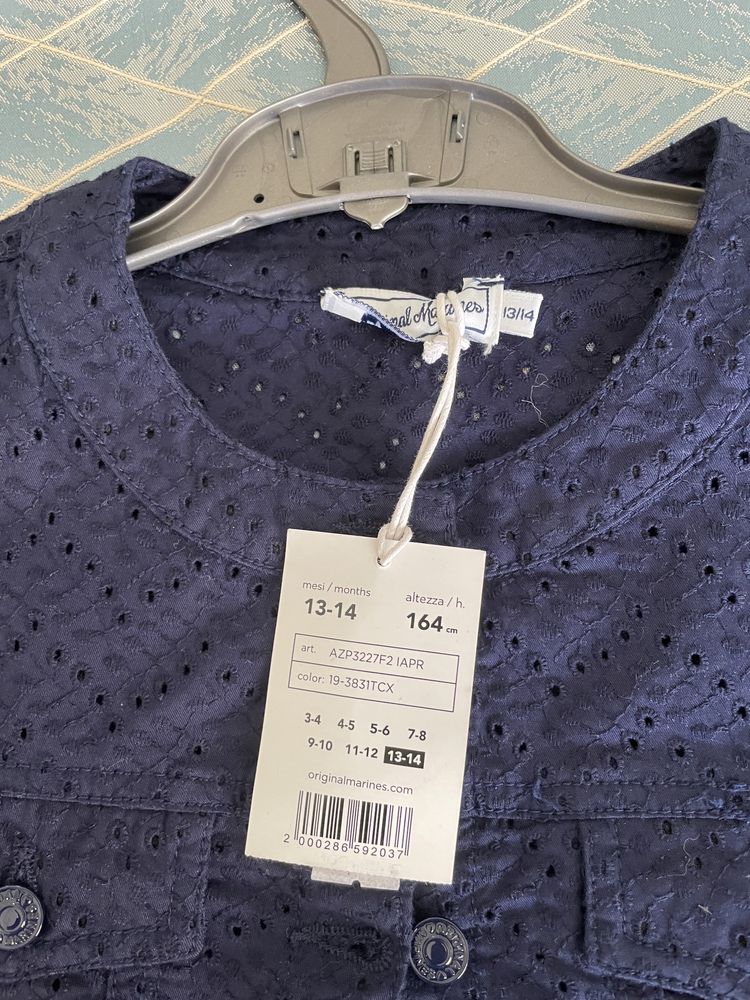 Marines
13/14
mesi / months
13-14
altezza / h.
164 cm
art. AZP3227F2 IAPR
color: 19-3831TCX
3-4 4-5 5-6 7-8
9-10 11-12 13-14
originalmarines.com
2 000286 592037